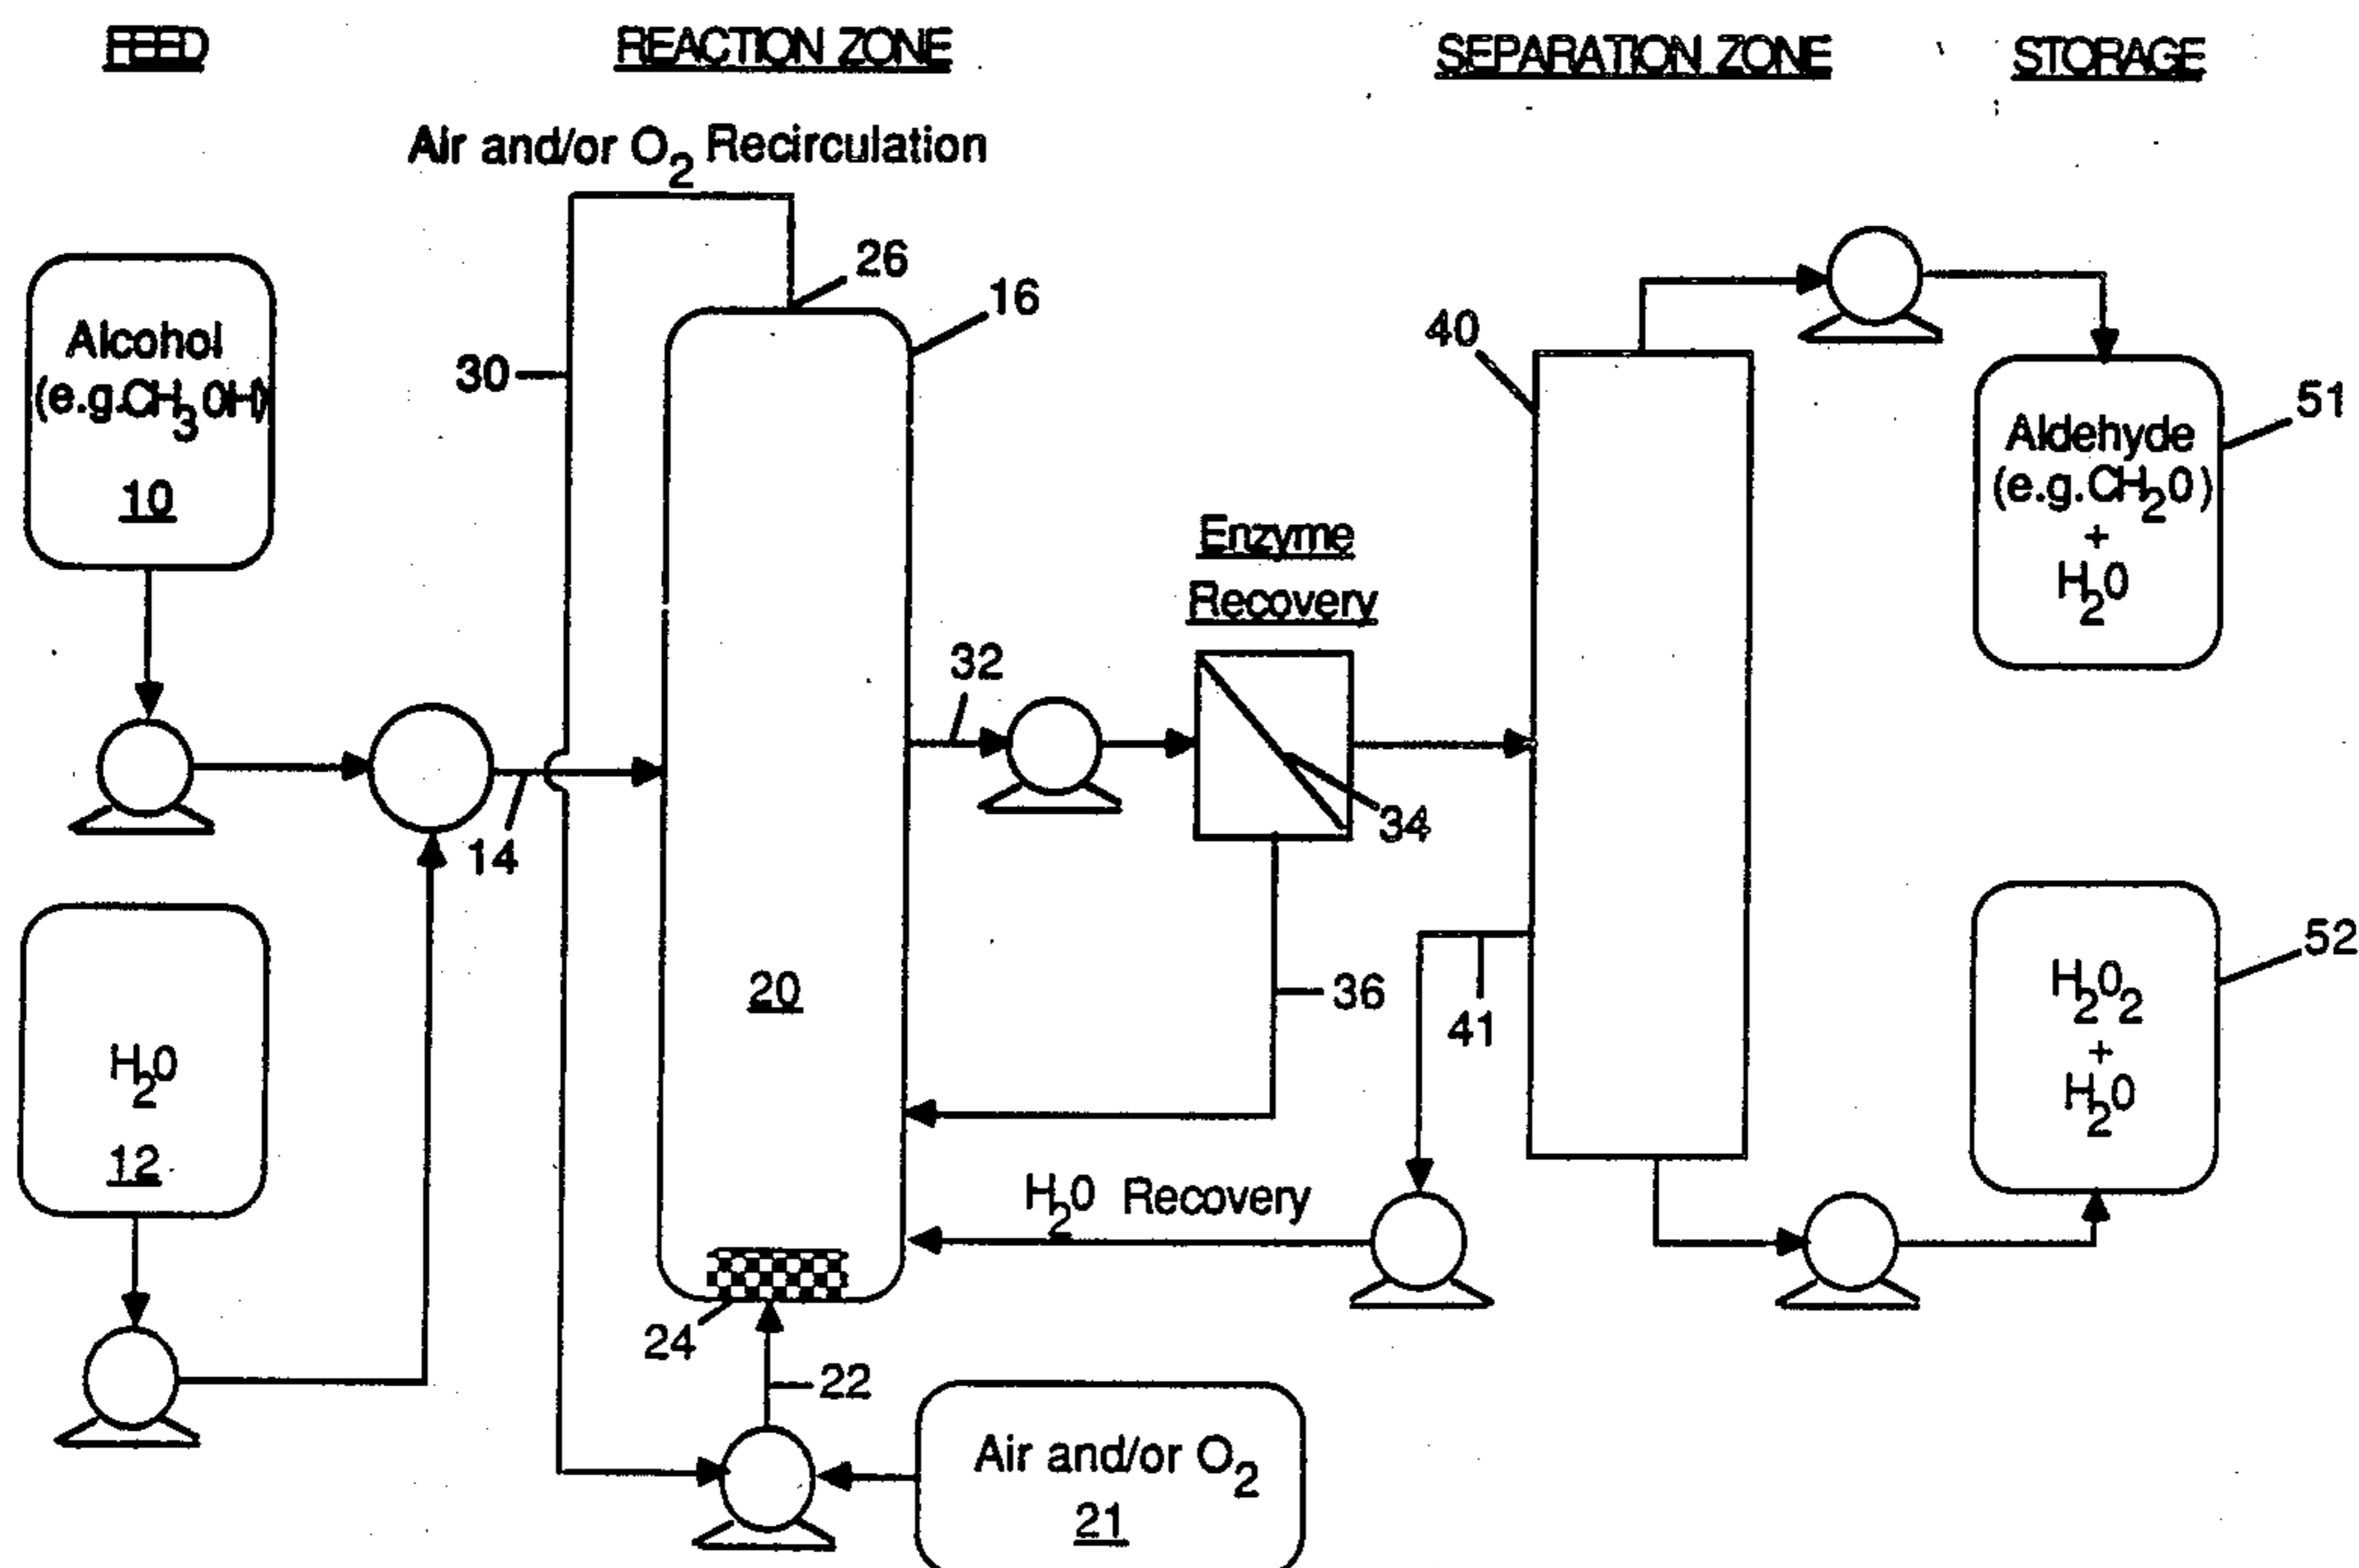 FEED
REACTION ZONE
SEPARATION ZONE
STORAGE
Air and/or O2 Recirculation
26
16
30
40
51
Alcohol
(e.g.CH3OH)
10
Aldehyde
(e.g.CH2O)
+
H2O
Enzyme
Recovery
32
34
14
20
36
41
52
H2O2
+
H2O
H2O
12
H2O Recovery
24
22
Air and/or O2
21